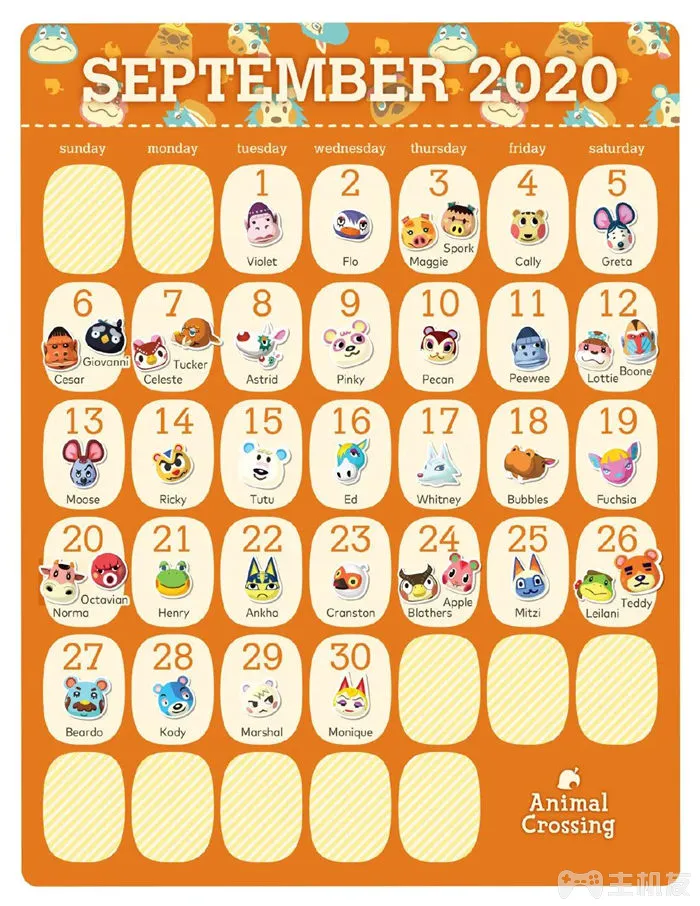 SEPTEMBER 2020
sunday monday tuesday wednesday thursday friday saturday
1 2 3 4 5
Violet Flo Maggie Spork Cally Greta
6 7 8 9 10 11 12
Cesar Giovanni Celeste Tucker Astrid Pinky Pecan Peewee Lottie Boone
13 14 15 16 17 18 19
Moose Ricky Tutu Ed Whitney Bubbles Fuchsia
20 21 22 23 24 25 26
Norma Octavian Henry Ankha Cranston Blathers Apple Mitzi Leilani Teddy
27 28 29 30
Beardo Kody Marshal Monique
Animal
Crossing
主机友